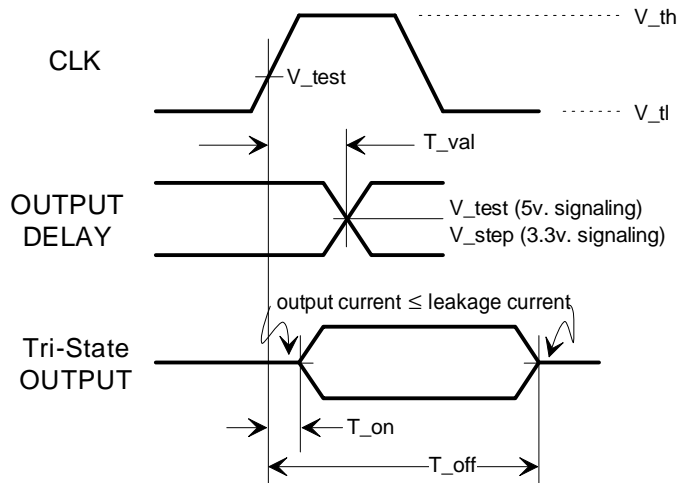 V_th
CLK
V_test
V_tl
T_val
OUTPUT
DELAY
V_test (5v. signaling)
V_step (3.3v. signaling)
output current ≤ leakage current
Tri-State
OUTPUT
T_on
T_off